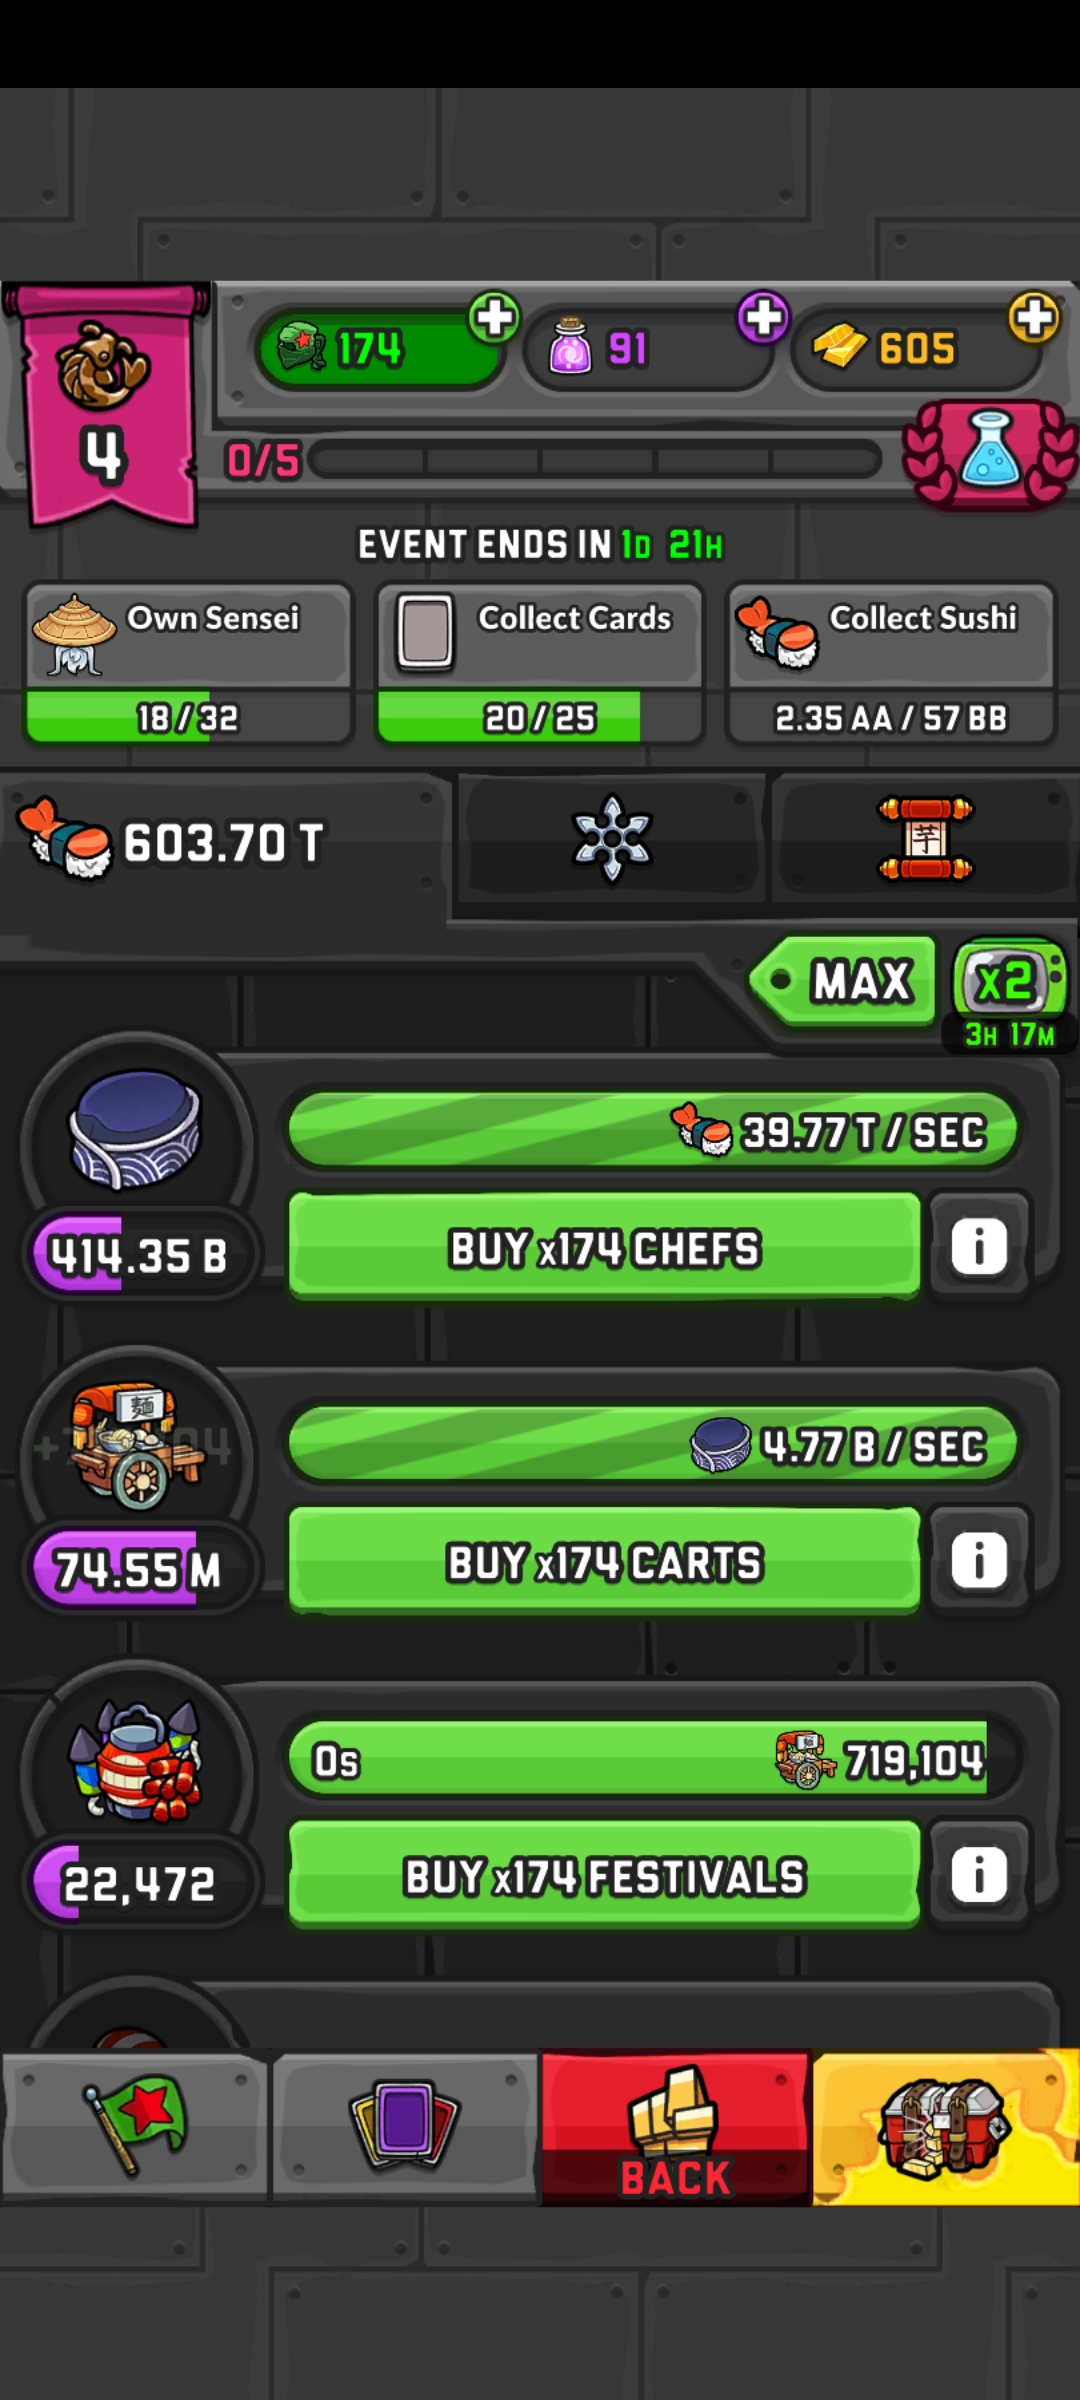 174
91
605
4
0/5
EVENT ENDS IN 1D 21H
Own Sensei
Collect Cards
Collect Sushi
18 / 32
20 / 25
2.35 AA / 57 BB
603.70 T
芋
MAX
x2
3H 17M
39.77 T / SEC
414.35 B
BUY x174 CHEFS
i
麺
4.77 B / SEC
74.55 M
BUY x174 CARTS
i
0s
719,104
22,472
BUY x174 FESTIVALS
i
BACK